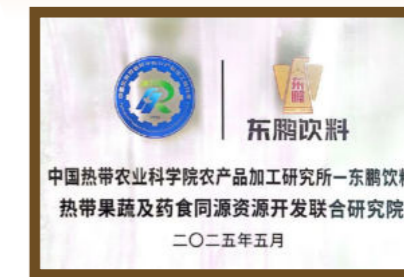 东鹏
东鹏饮料
中国热带农业科学院农产品加工研究所—东鹏饮料
热带果蔬及药食同源资源开发联合研究院
二〇二五年五月